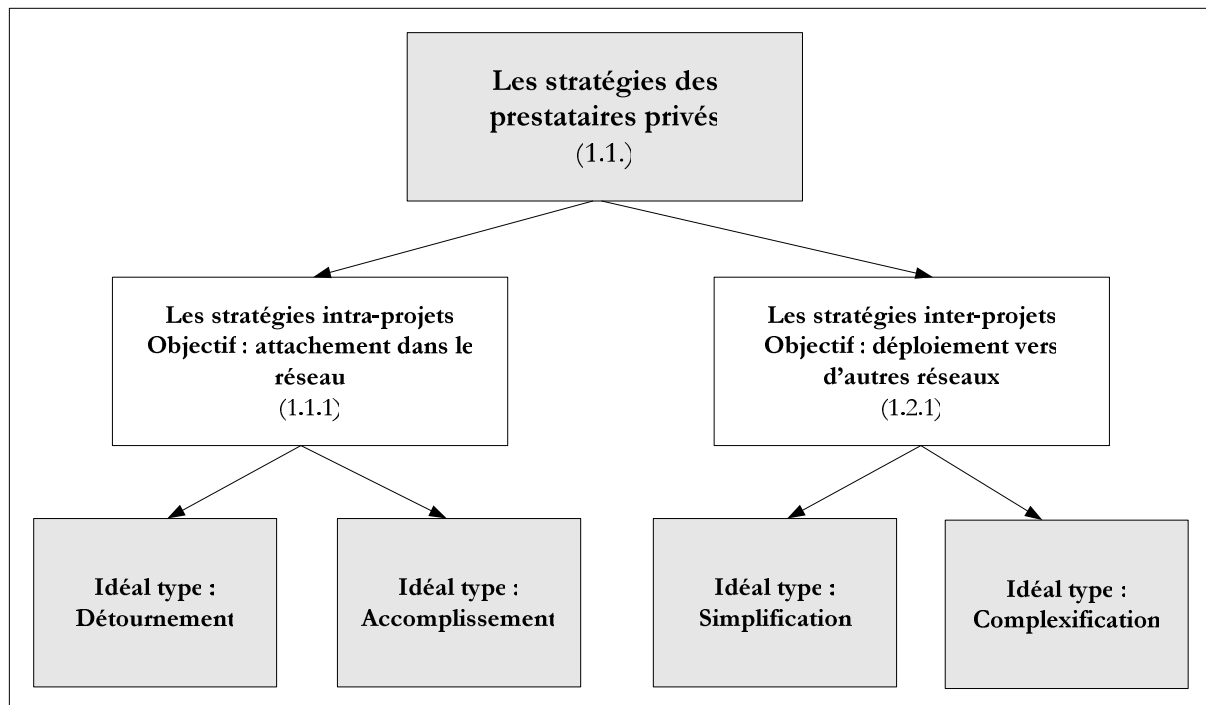 Les stratégies des
prestataires privés
(1.1.)
Les stratégies intra-projets
Objectif : attachement dans le
réseau
(1.1.1)
Les stratégies inter-projets
Objectif : déploiement vers
d'autres réseaux
(1.2.1)
Idéal type :
Détournement
Idéal type :
Accomplissement
Idéal type :
Simplification
Idéal type :
Complexification